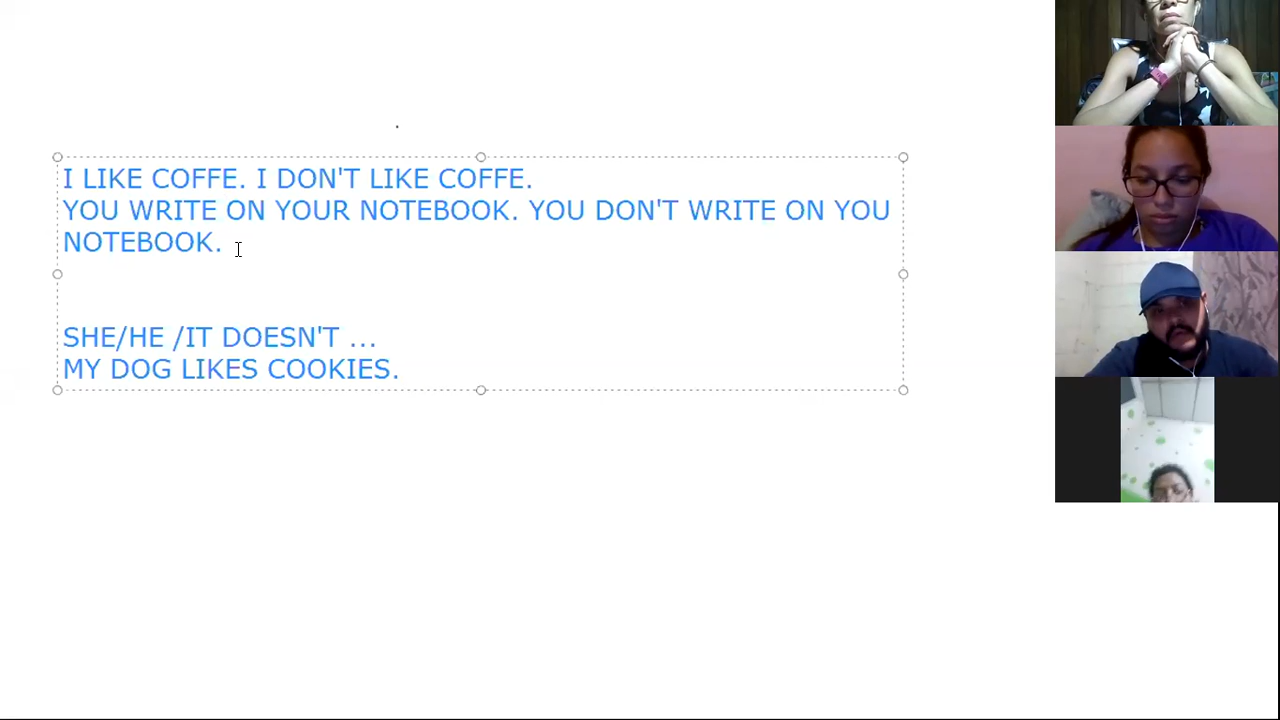 I LIKE COFFE. I DON'T LIKE COFFE.
YOU WRITE ON YOUR NOTEBOOK. YOU DON'T WRITE ON YOU
NOTEBOOK.
SHE/HE /IT DOESN'T ...
MY DOG LIKES COOKIES.